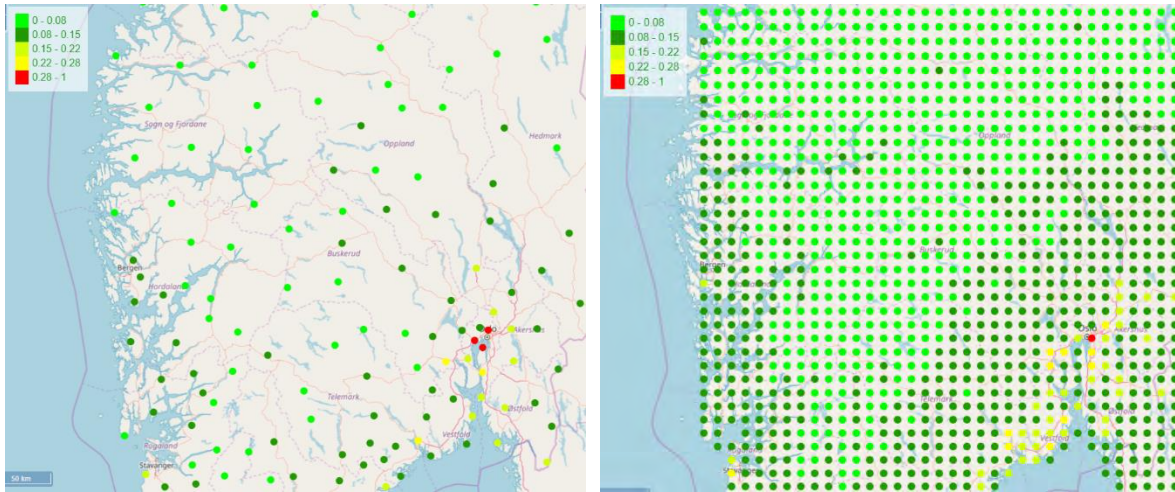 0 - 0.08
0.08 - 0.15
0.15 - 0.22
0.22 - 0.28
0.28 - 1
Sogn og Fjordane
Oppland
Hedmark
Buskerud
Bergen
Hordaland
Akershus
Telemark
Østfold
Vestfold
Rogaland
Stavanger
50 km
0 - 0.08
0.08 - 0.15
0.15 - 0.22
0.22 - 0.28
0.28 - 1
Oppland
Buskerud
Bergen
Oslo
Akershus
Telemark
Østfold
Vestfold